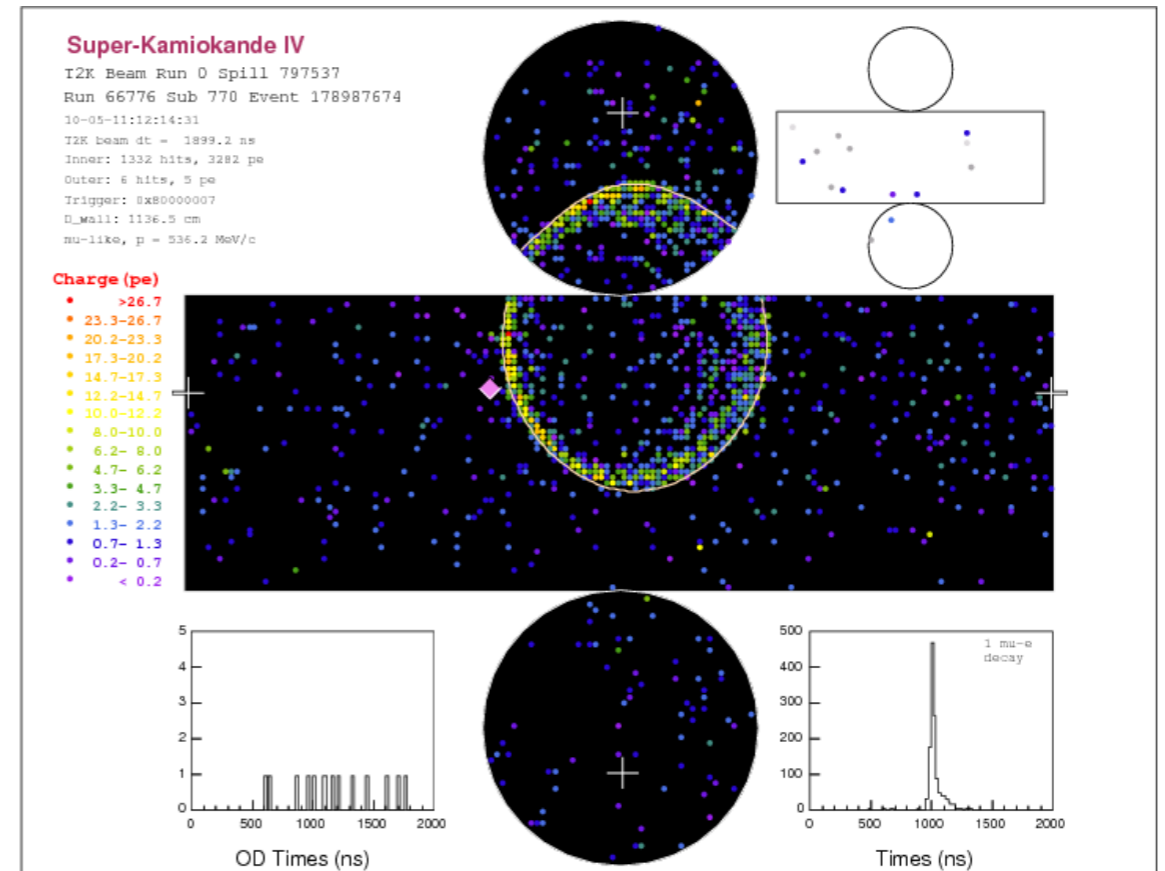 Super-Kamiokande IV
T2K Beam Run 0 Spill 797537
Run 66776 Sub 770 Event 178987674
10-05-11:12:14:31
T2K beam dt = 1899.2 ns
Inner: 1332 hits, 3282 pe
Outer: 6 hits, 5 pe
Trigger: 0x80000007
D_wall: 1136.5 cm
mu-like, p = 536.2 MeV/c
Charge(pe)
>26.7
23.3-26.7
20.2-23.3
17.3-20.2
14.7-17.3
12.2-14.7
10.0-12.2
8.0-10.0
6.2- 8.0
4.7- 6.2
3.3- 4.7
2.2- 3.3
1.3- 2.2
0.7- 1.3
0.2- 0.7
< 0.2
5
4
3
2
1
0
0 500 1000 1500 2000
OD Times (ns)
500
400
300
200
100
0
1 mu-e
decay
0 500 1000 1500 2000
Times (ns)